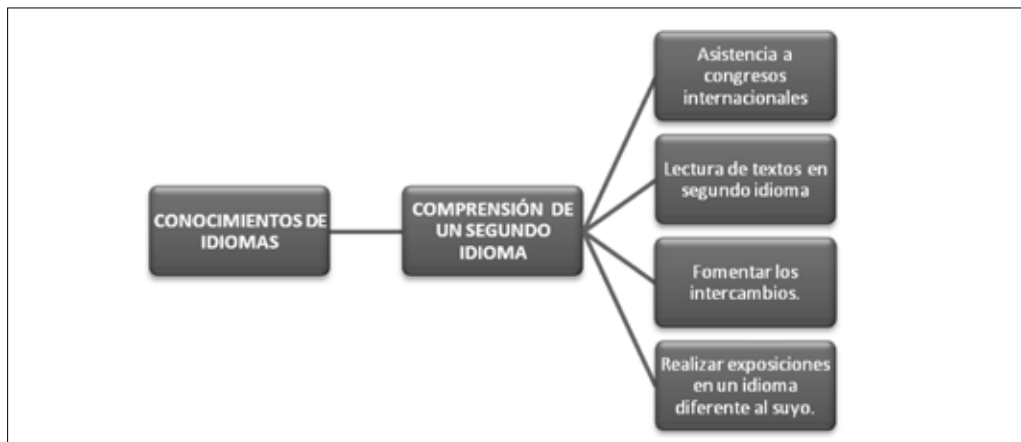 CONOCIMIENTOS DE
IDIOMAS
COMPRENSIÓN DE
UN SEGUNDO
IDIOMA
Asistencia a
congresos
internacionales
Lectura de textos en
segundo idioma
Fomentar los
intercambios.
Realizar exposiciones
en un idioma
diferente al suyo.